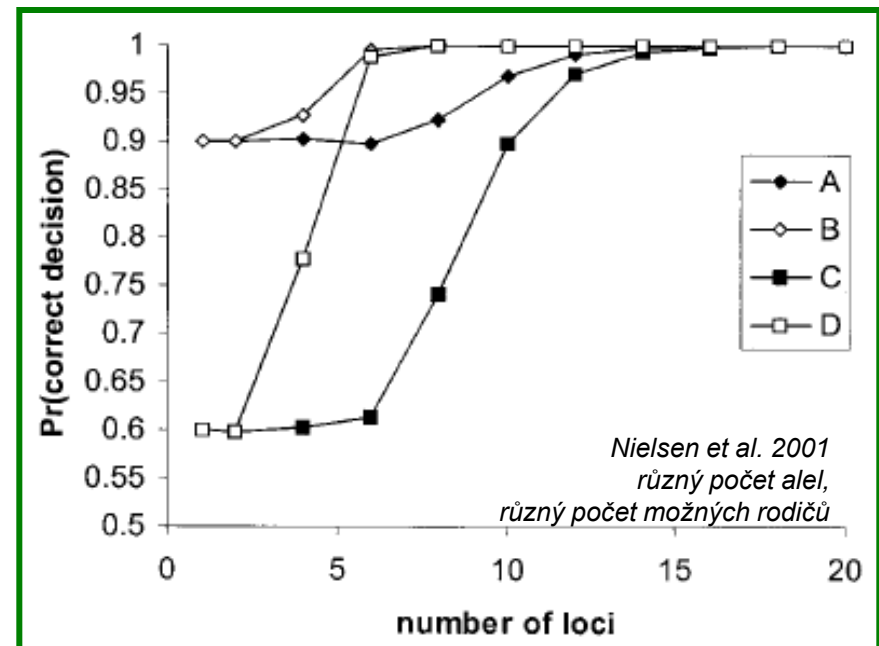 1
0.95
0.9
0.85
0.8
0.75
0.7
0.65
0.6
0.55
0.5
Pr(correct decision)
A
B
C
D
Nielsen et al. 2001
různý počet alel,
různý počet možných rodičů
0 5 10 15 20
number of loci